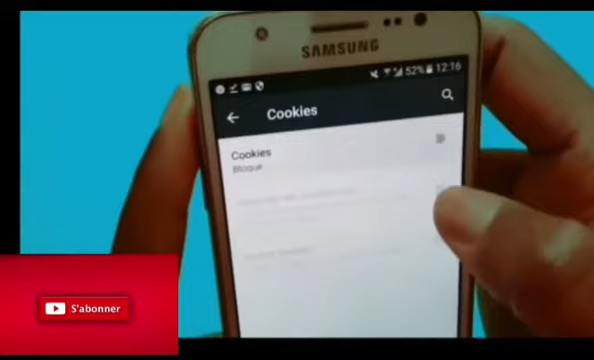 SAMSUNG
52% 12:16
Cookies
Cookies
Bloqué
S'abonner